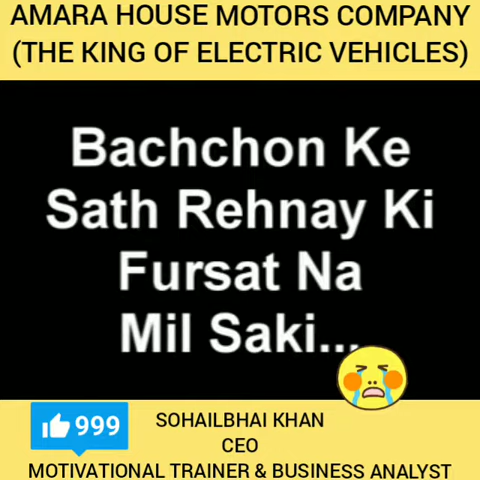 AMARA HOUSE MOTORS COMPANY
(THE KING OF ELECTRIC VEHICLES)
Bachchon Ke
Sath Rehnay Ki
Fursat Na
Mil Saki...
999
SOHAILBHAI KHAN
CEO
MOTIVATIONAL TRAINER & BUSINESS ANALYST